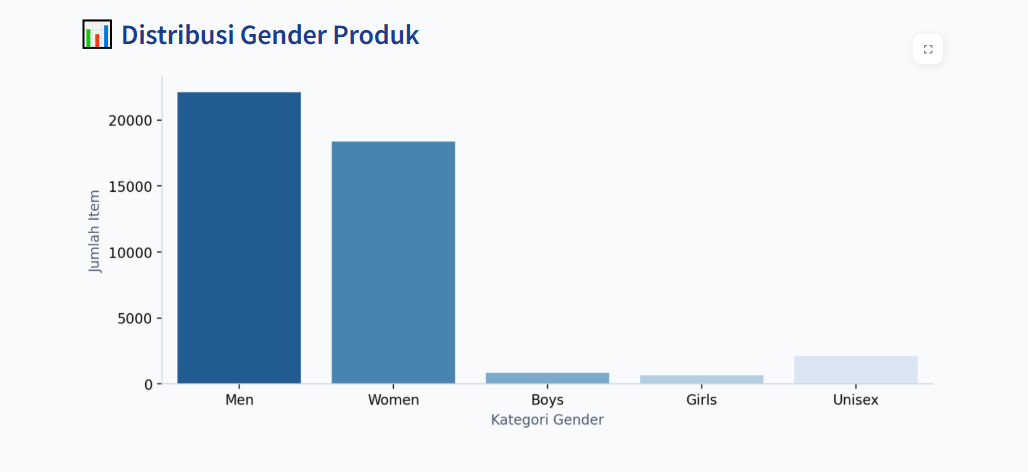 Distribusi Gender Produk
20000
15000
10000
5000
0
Jumlah Item
Men Women Boys Girls Unisex
Kategori Gender